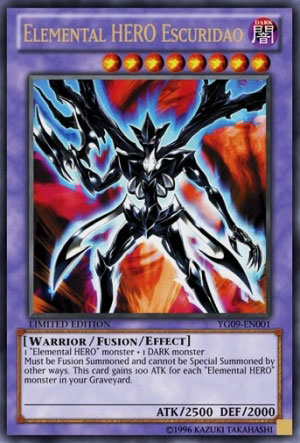 ELEMENTAL HERO ESCURIDAO
DARK
闇
LIMITED EDITION
YG09-EN001
[WARRIOR/FUSION/EFFECT]
1 "Elemental HERO" monster + 1 DARK monster
Must be Fusion Summoned and cannot be Special Summoned by
other ways. This card gains 100 ATK for each "Elemental HERO"
monster in your Graveyard.
ATK/2500 DEF/2000
©1996 KAZUKI TAKAHASHI